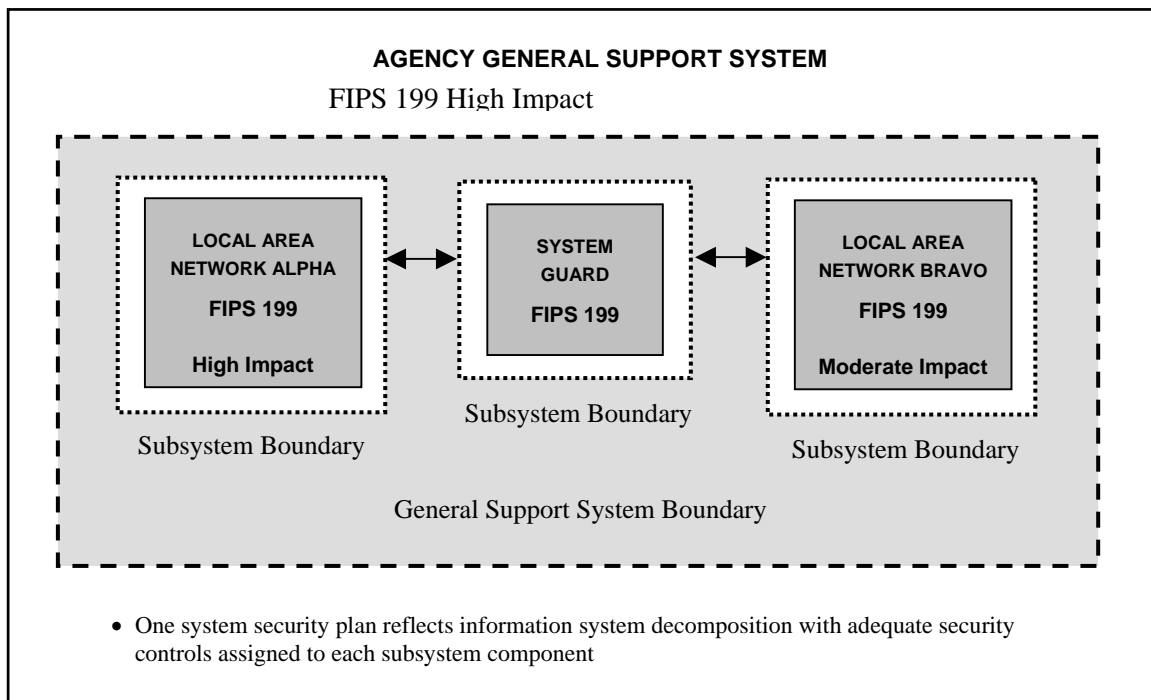 AGENCY GENERAL SUPPORT SYSTEM
FIPS 199 High Impact
LOCAL AREA
NETWORK ALPHA
FIPS 199
High Impact
SYSTEM
GUARD
FIPS 199
LOCAL AREA
NETWORK BRAVO
FIPS 199
Moderate Impact
Subsystem Boundary
Subsystem Boundary
Subsystem Boundary
General Support System Boundary
• One system security plan reflects information system decomposition with adequate security
controls assigned to each subsystem component